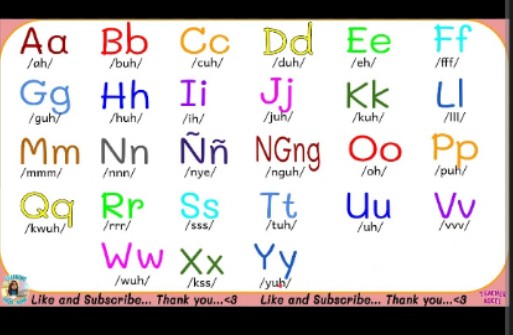 Aa Bb Cc Dd Ee Ff
/ah/ /buh/ /cuh/ /duh/ /eh/ /fff/
Gg Hh Ii Jj Kk Ll
/guh/ /huh/ /ih/ /juh/ /kuh/ /lll/
Mm Nn Ññ NGng Oo Pp
/mmm/ /nnn/ /nye/ /nguh/ /oh/ /puh/
Qq Rr Ss Tt Uu Vv
/kwuh/ /rrr/ /sss/ /tuh/ /uh/ /vvv/
Ww Xx Yy
/wuh/ /kss/ /yuh/
Like and Subscribe... Thank you...<3 Like and Subscribe... Thank you...<3